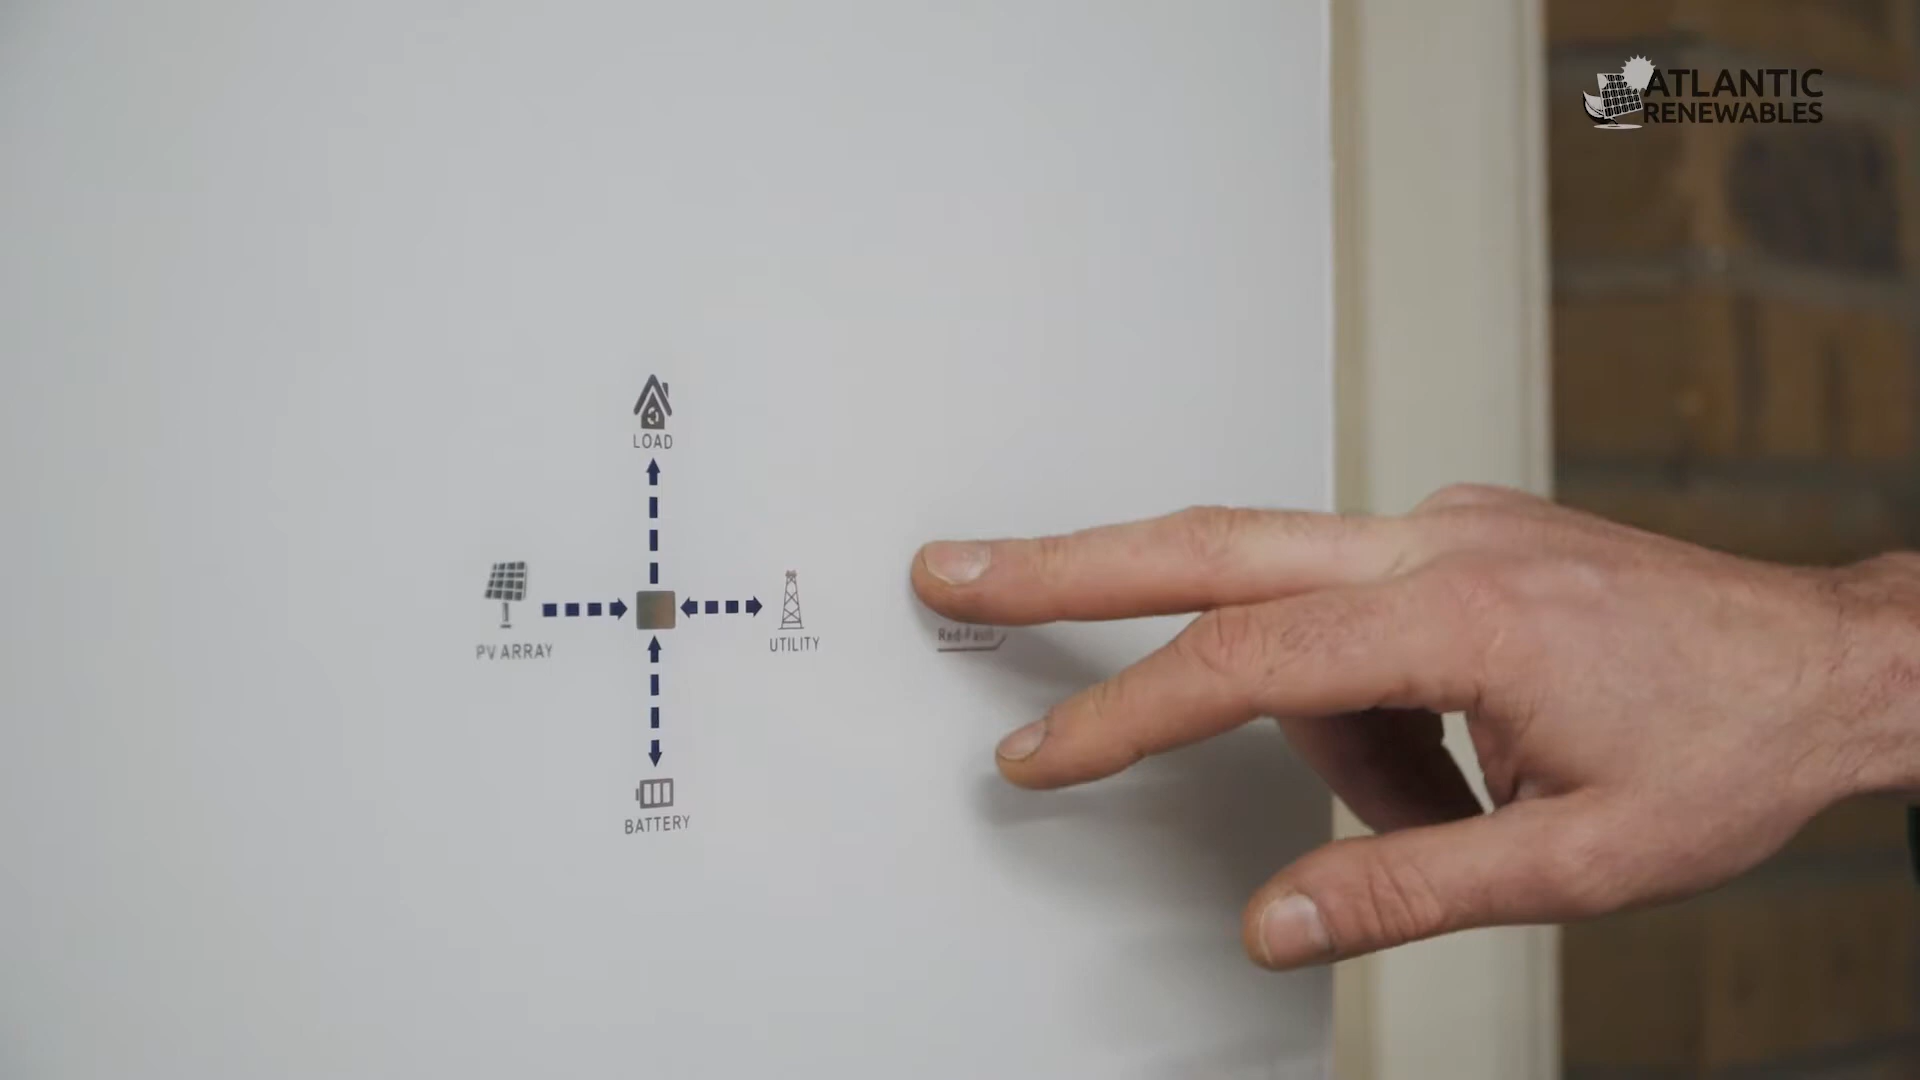 ATLANTIC
RENEWABLES
LOAD
PV ARRAY
UTILITY
BATTERY